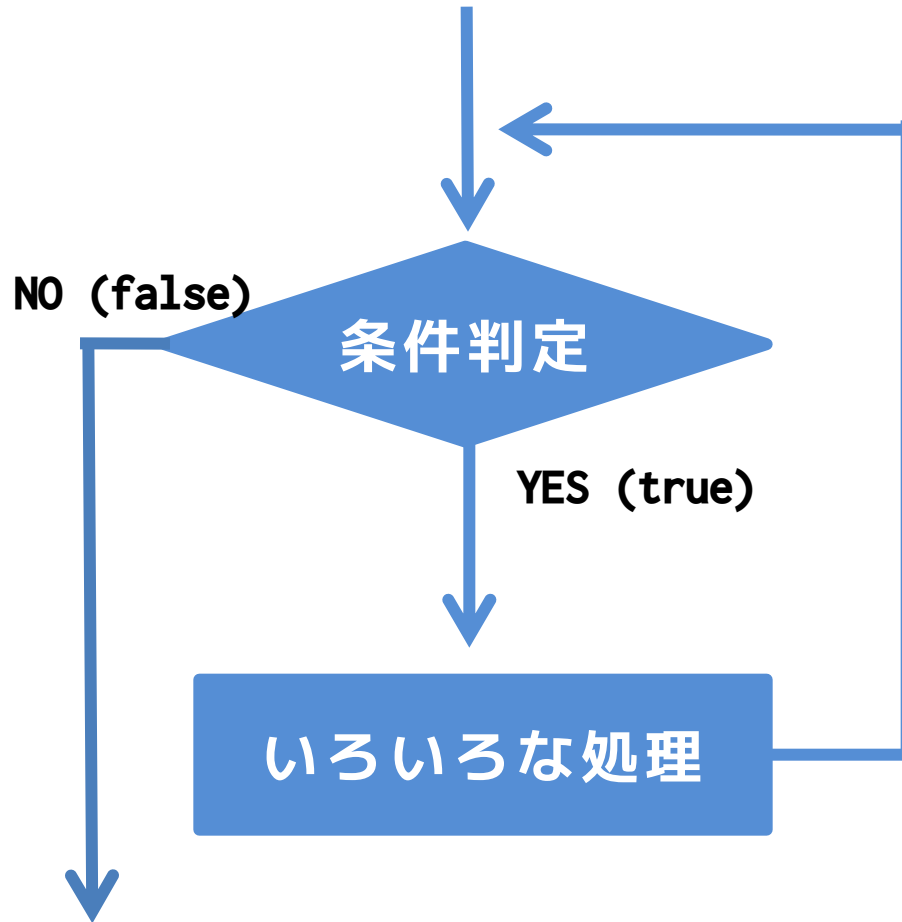 NO (false)
条件判定
YES (true)
いろいろな処理